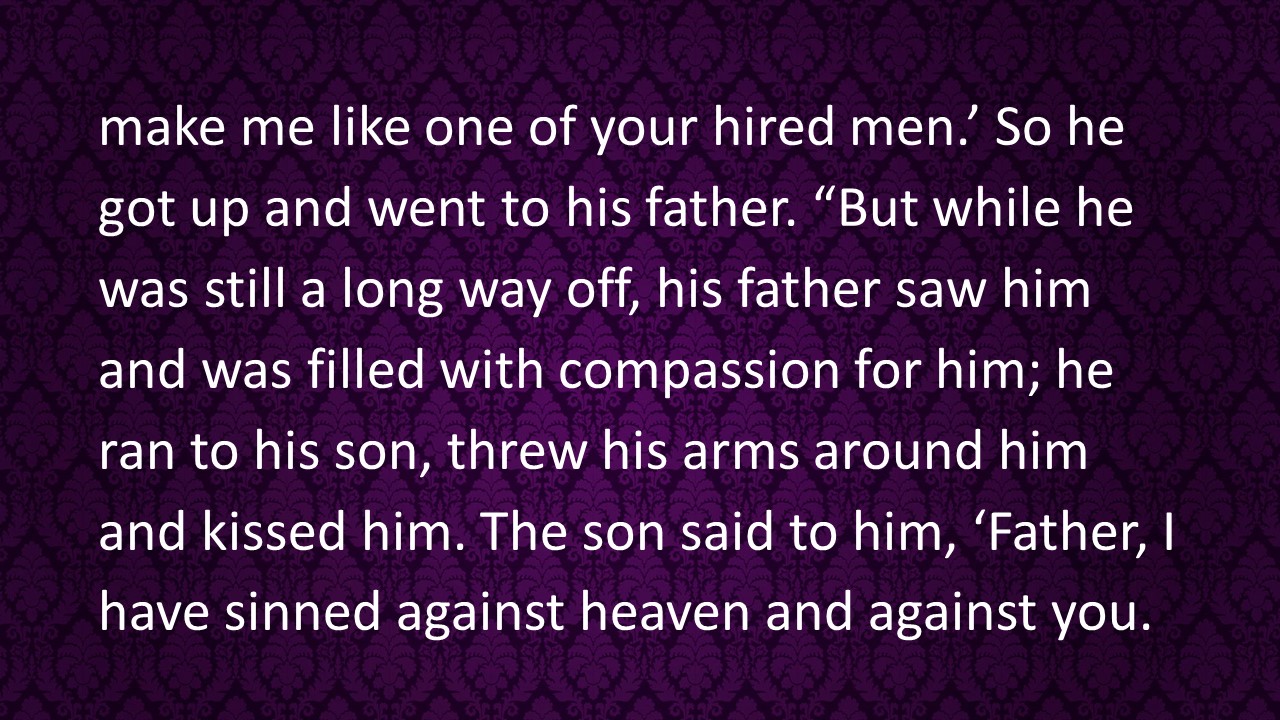 make me like one of your hired men.’ So he
got up and went to his father. “But while he
was still a long way off, his father saw him
and was filled with compassion for him; he
ran to his son, threw his arms around him
and kissed him. The son said to him, ‘Father, I
have sinned against heaven and against you.